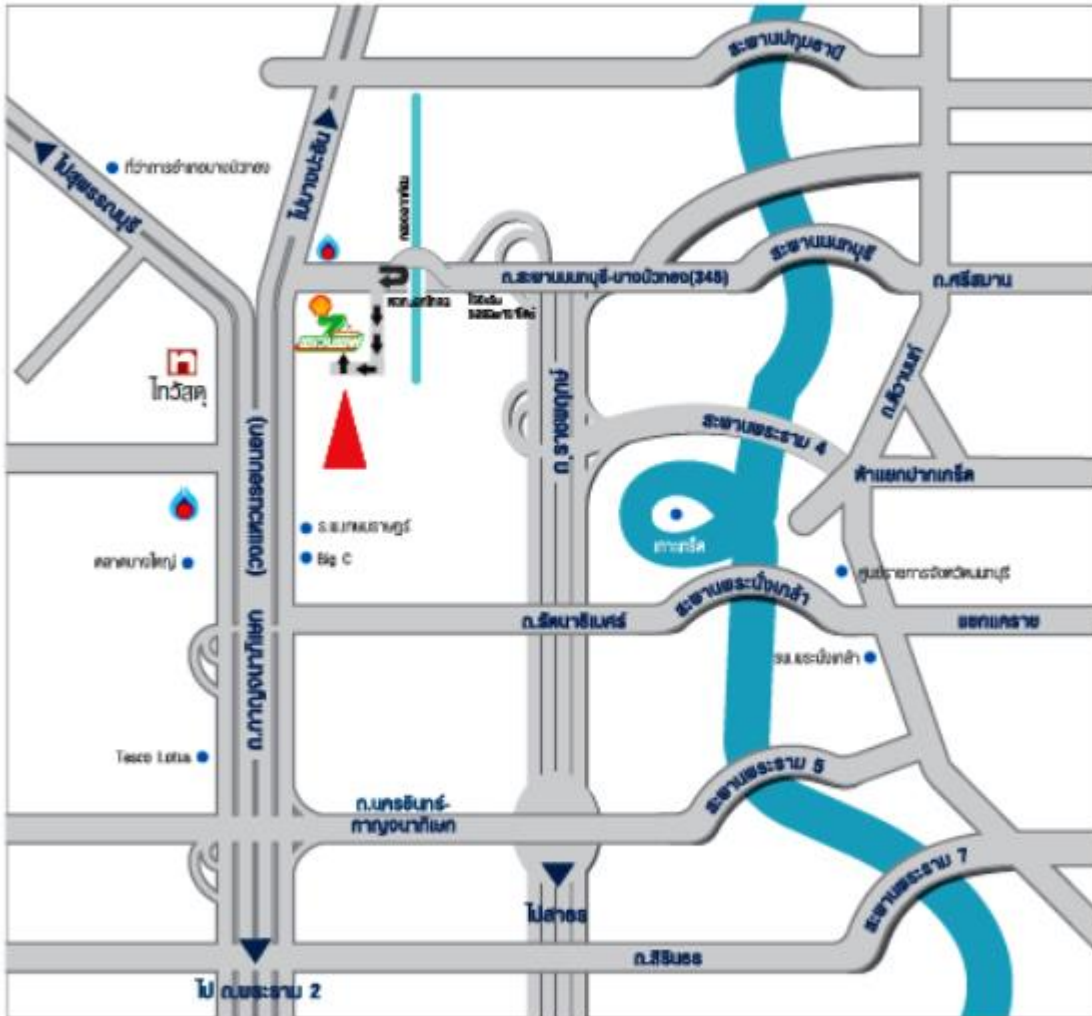 สะพานปทุมธานี
ไปสุพรรณบุรี
ที่ว่าการอำเภอบางบัวทอง
ไปบางปะอิน
ถ.สะพานนนทบุรี-บางบัวทอง(345)
สะพานนนทบุรี
ถ.ศรีสมาน
ไทวัสดุ
ถ.ติวานนท์
สะพานพระราม 4
ห้าแยกปากเกร็ด
ถ.ราชพฤกษ์
ถ.กาญจนาภิเษก (วงแหวนรอบนอก)
Big C
ตลาดบางใหญ่
เกาะเกร็ด
ศูนย์ราชการจังหวัดนนทบุรี
สะพานพระนั่งเกล้า
ถ.รัตนาธิเบศร์
แยกแคราย
รพ.พระนั่งเกล้า
Tesco Lotus
สะพานพระราม 5
ถ.นครอินทร์-
กาญจนาภิเษก
สะพานพระราม 7
ไปสาธร
ถ.สิรินธร
ไป ถ.พระราม 2